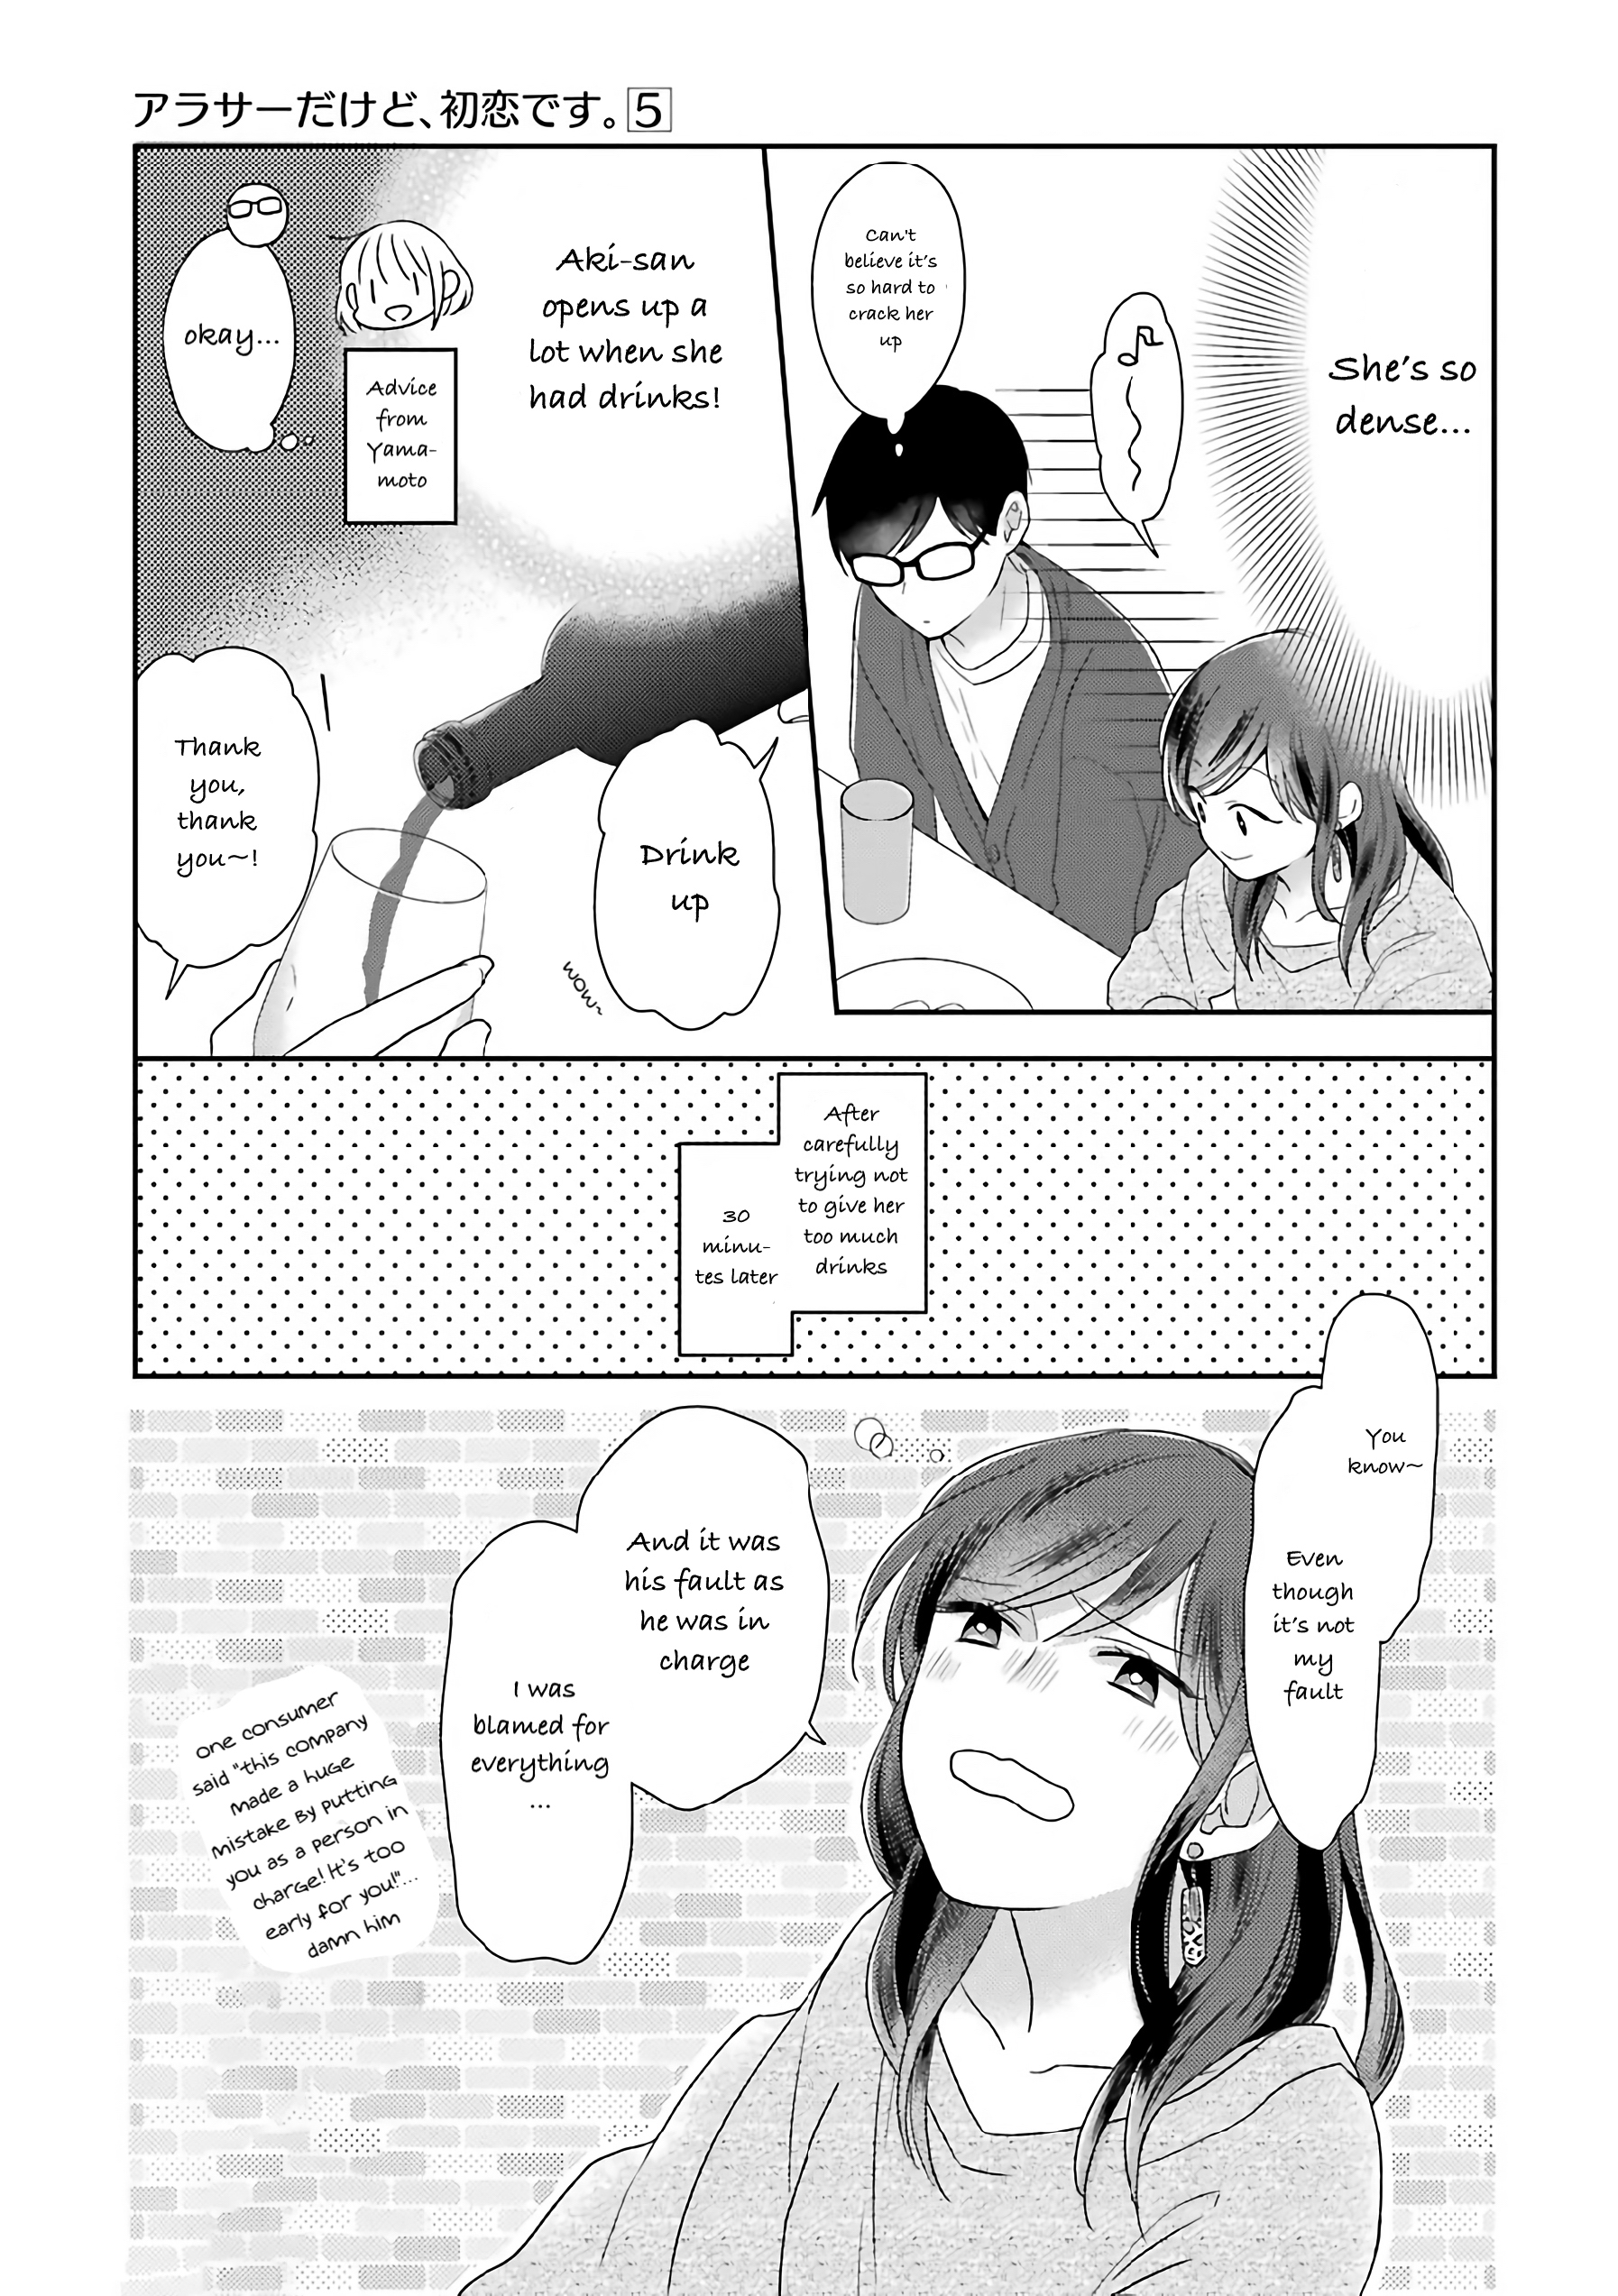 アラサーだけど、初恋です。5
She's so
dense...
Can't
believe it's
so hard to
crack her
up
Aki-san
opens up a
lot when she
had drinks!
Advice
from
Yama-
moto
okay...
Drink
up
wow~
Thank
you,
thank
you~!
After
carefully
trying not
to give her
too much
drinks
30
minu-
tes later
You
know~
Even
though
it's not
my
fault
And it was
his fault as
he was in
charge
I was
blamed for
everything
...
one consumer
said "this company
made a huge
mistake by putting
you as a person in
charge! It's too
early for you!"...
damn him